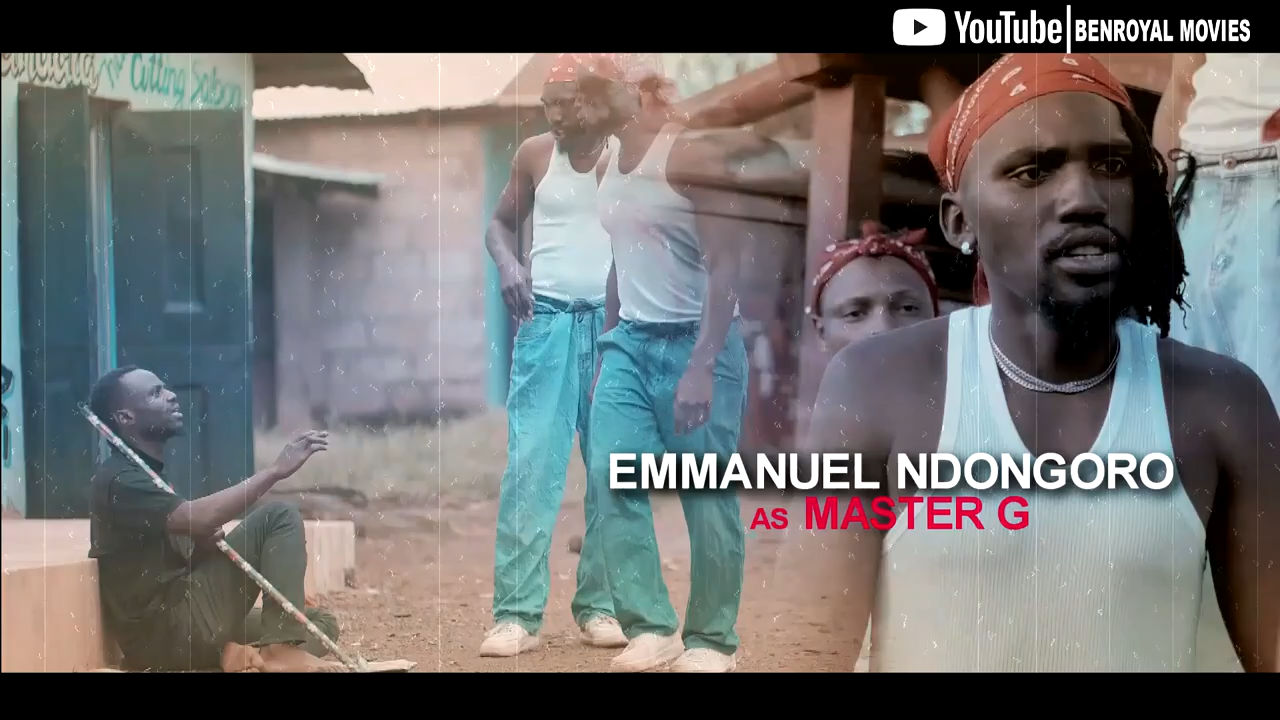 YouTube | BENROYAL MOVIES
Cutting Saloon
EMMANUEL NDONGORO
AS MASTER G